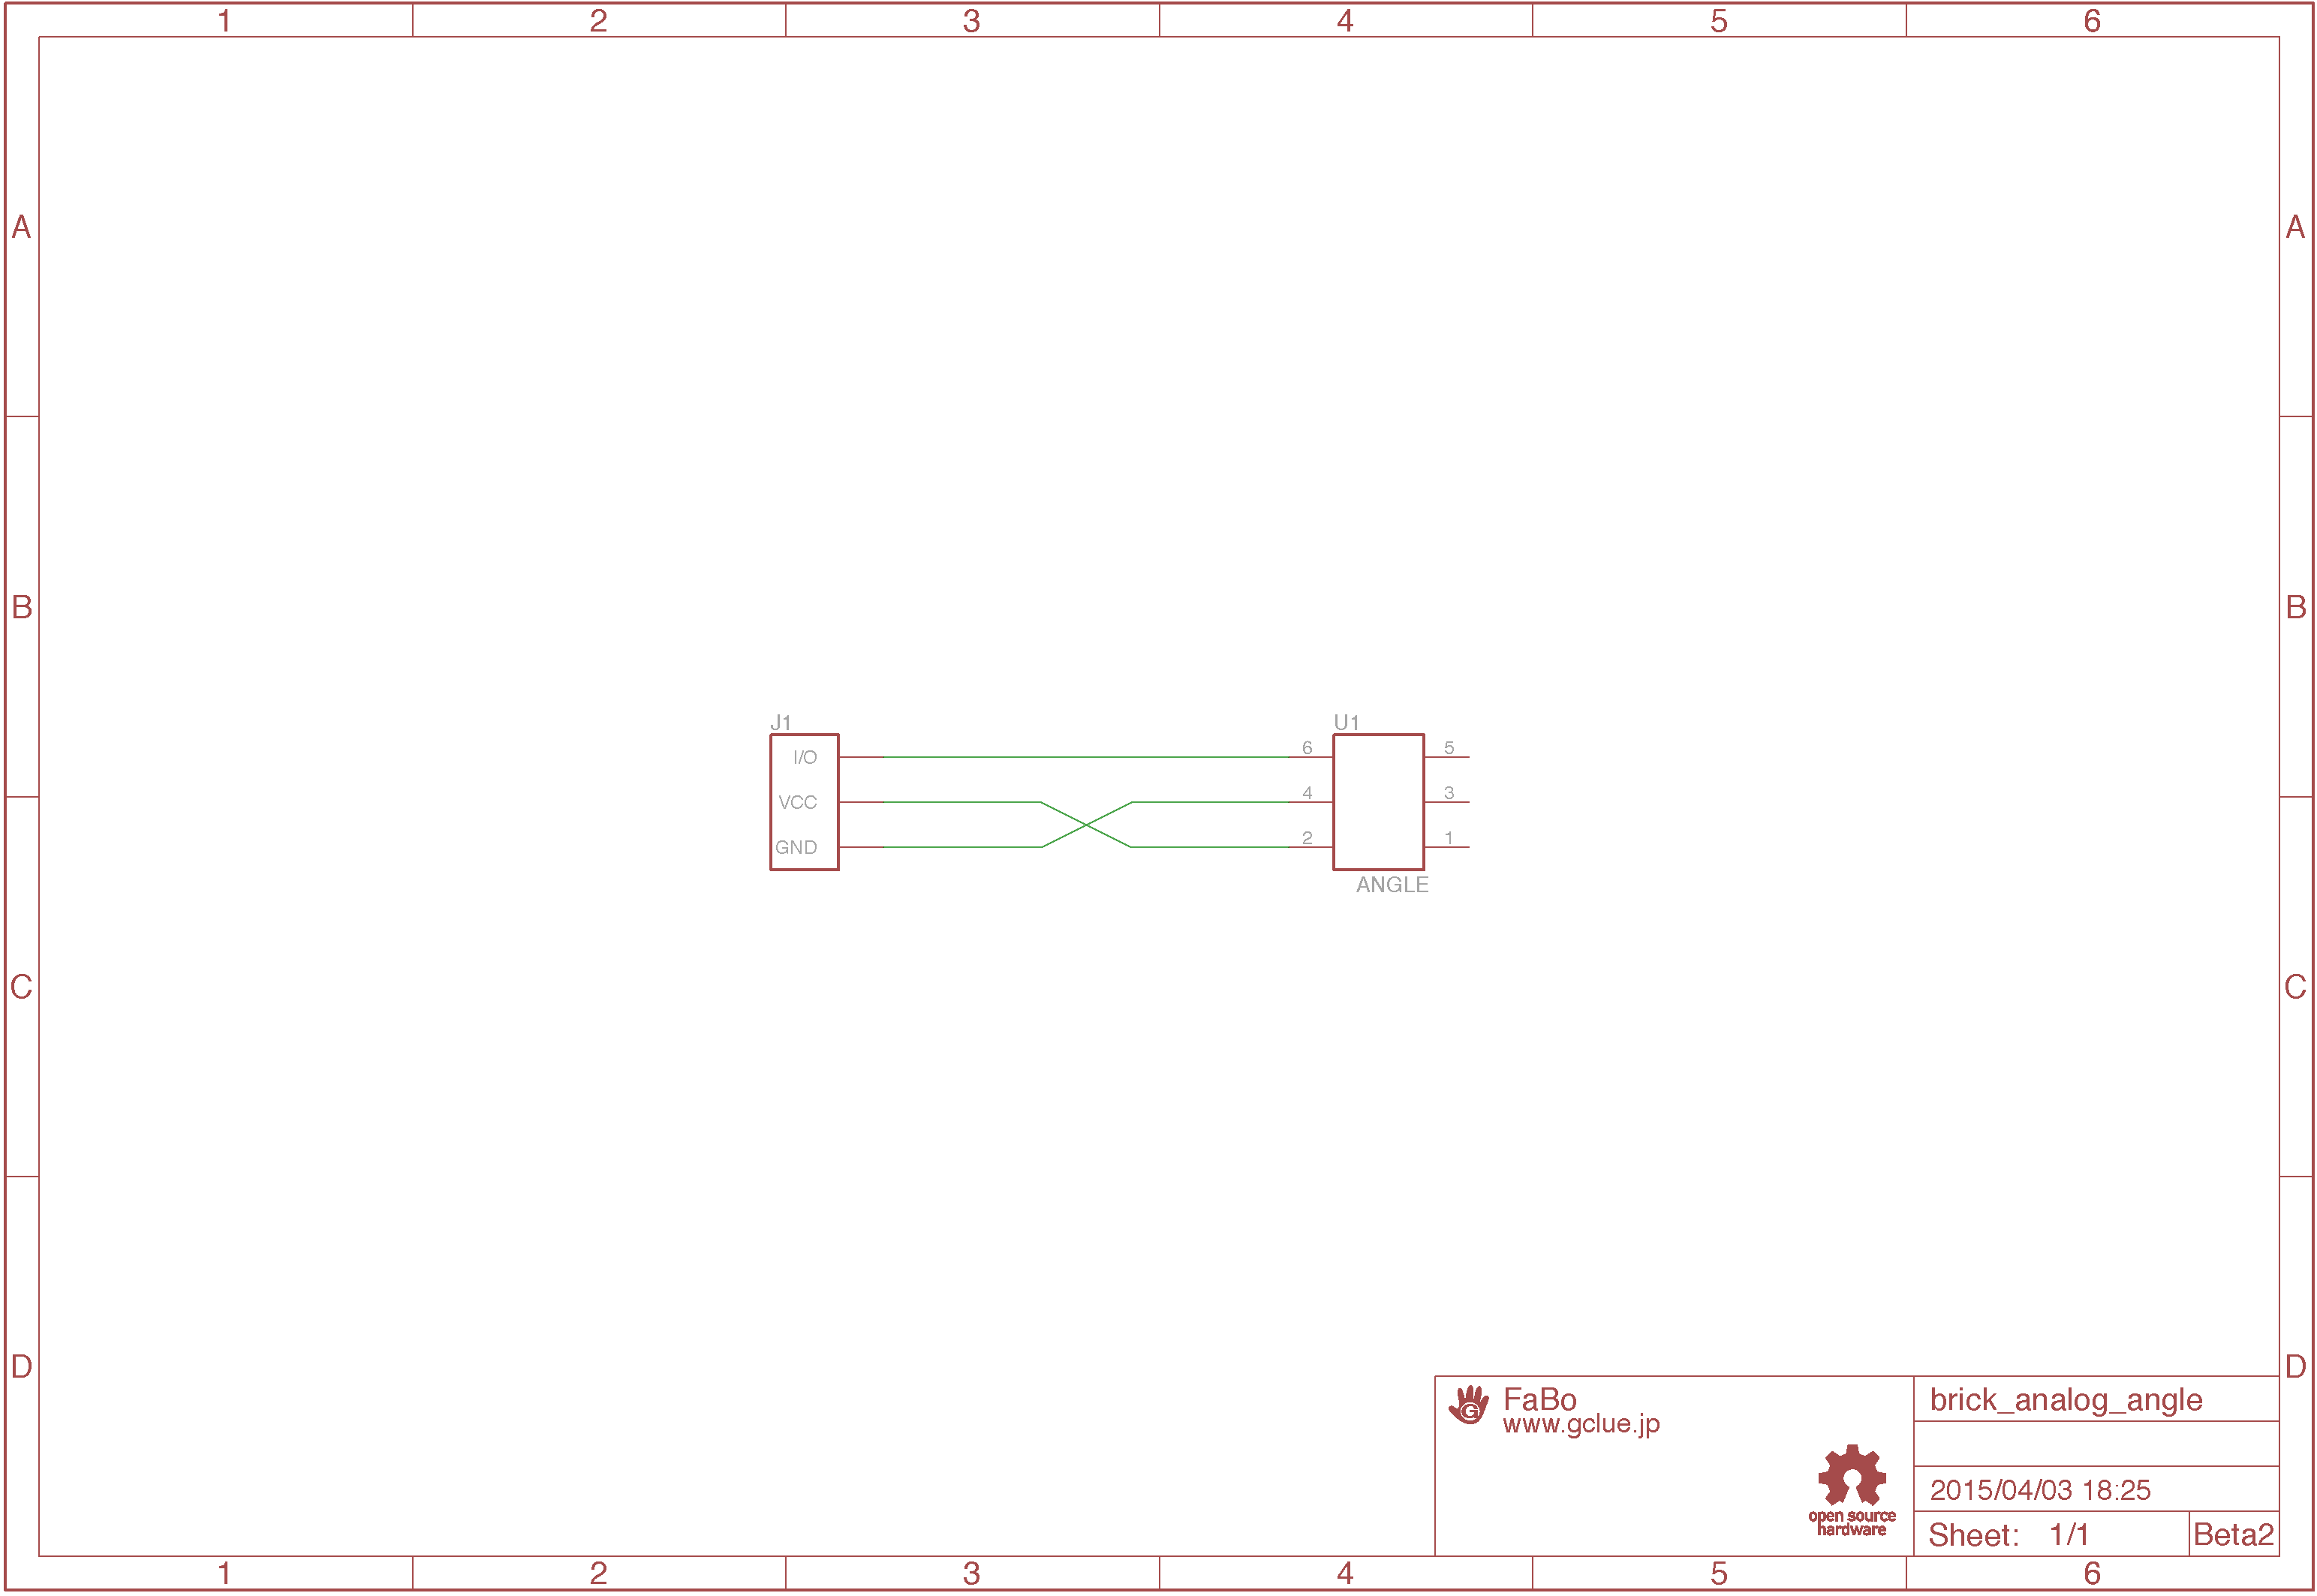 1 2 3 4 5 6
A A
B B
J1 U1
I/O 6 5
VCC 4 3
GND 2 1
ANGLE
C C
D D
FaBo
www.gclue.jp
G
open source
hardware
brick_analog_angle
2015/04/03 18:25
Sheet: 1/1 Beta2
1 2 3 4 5 6